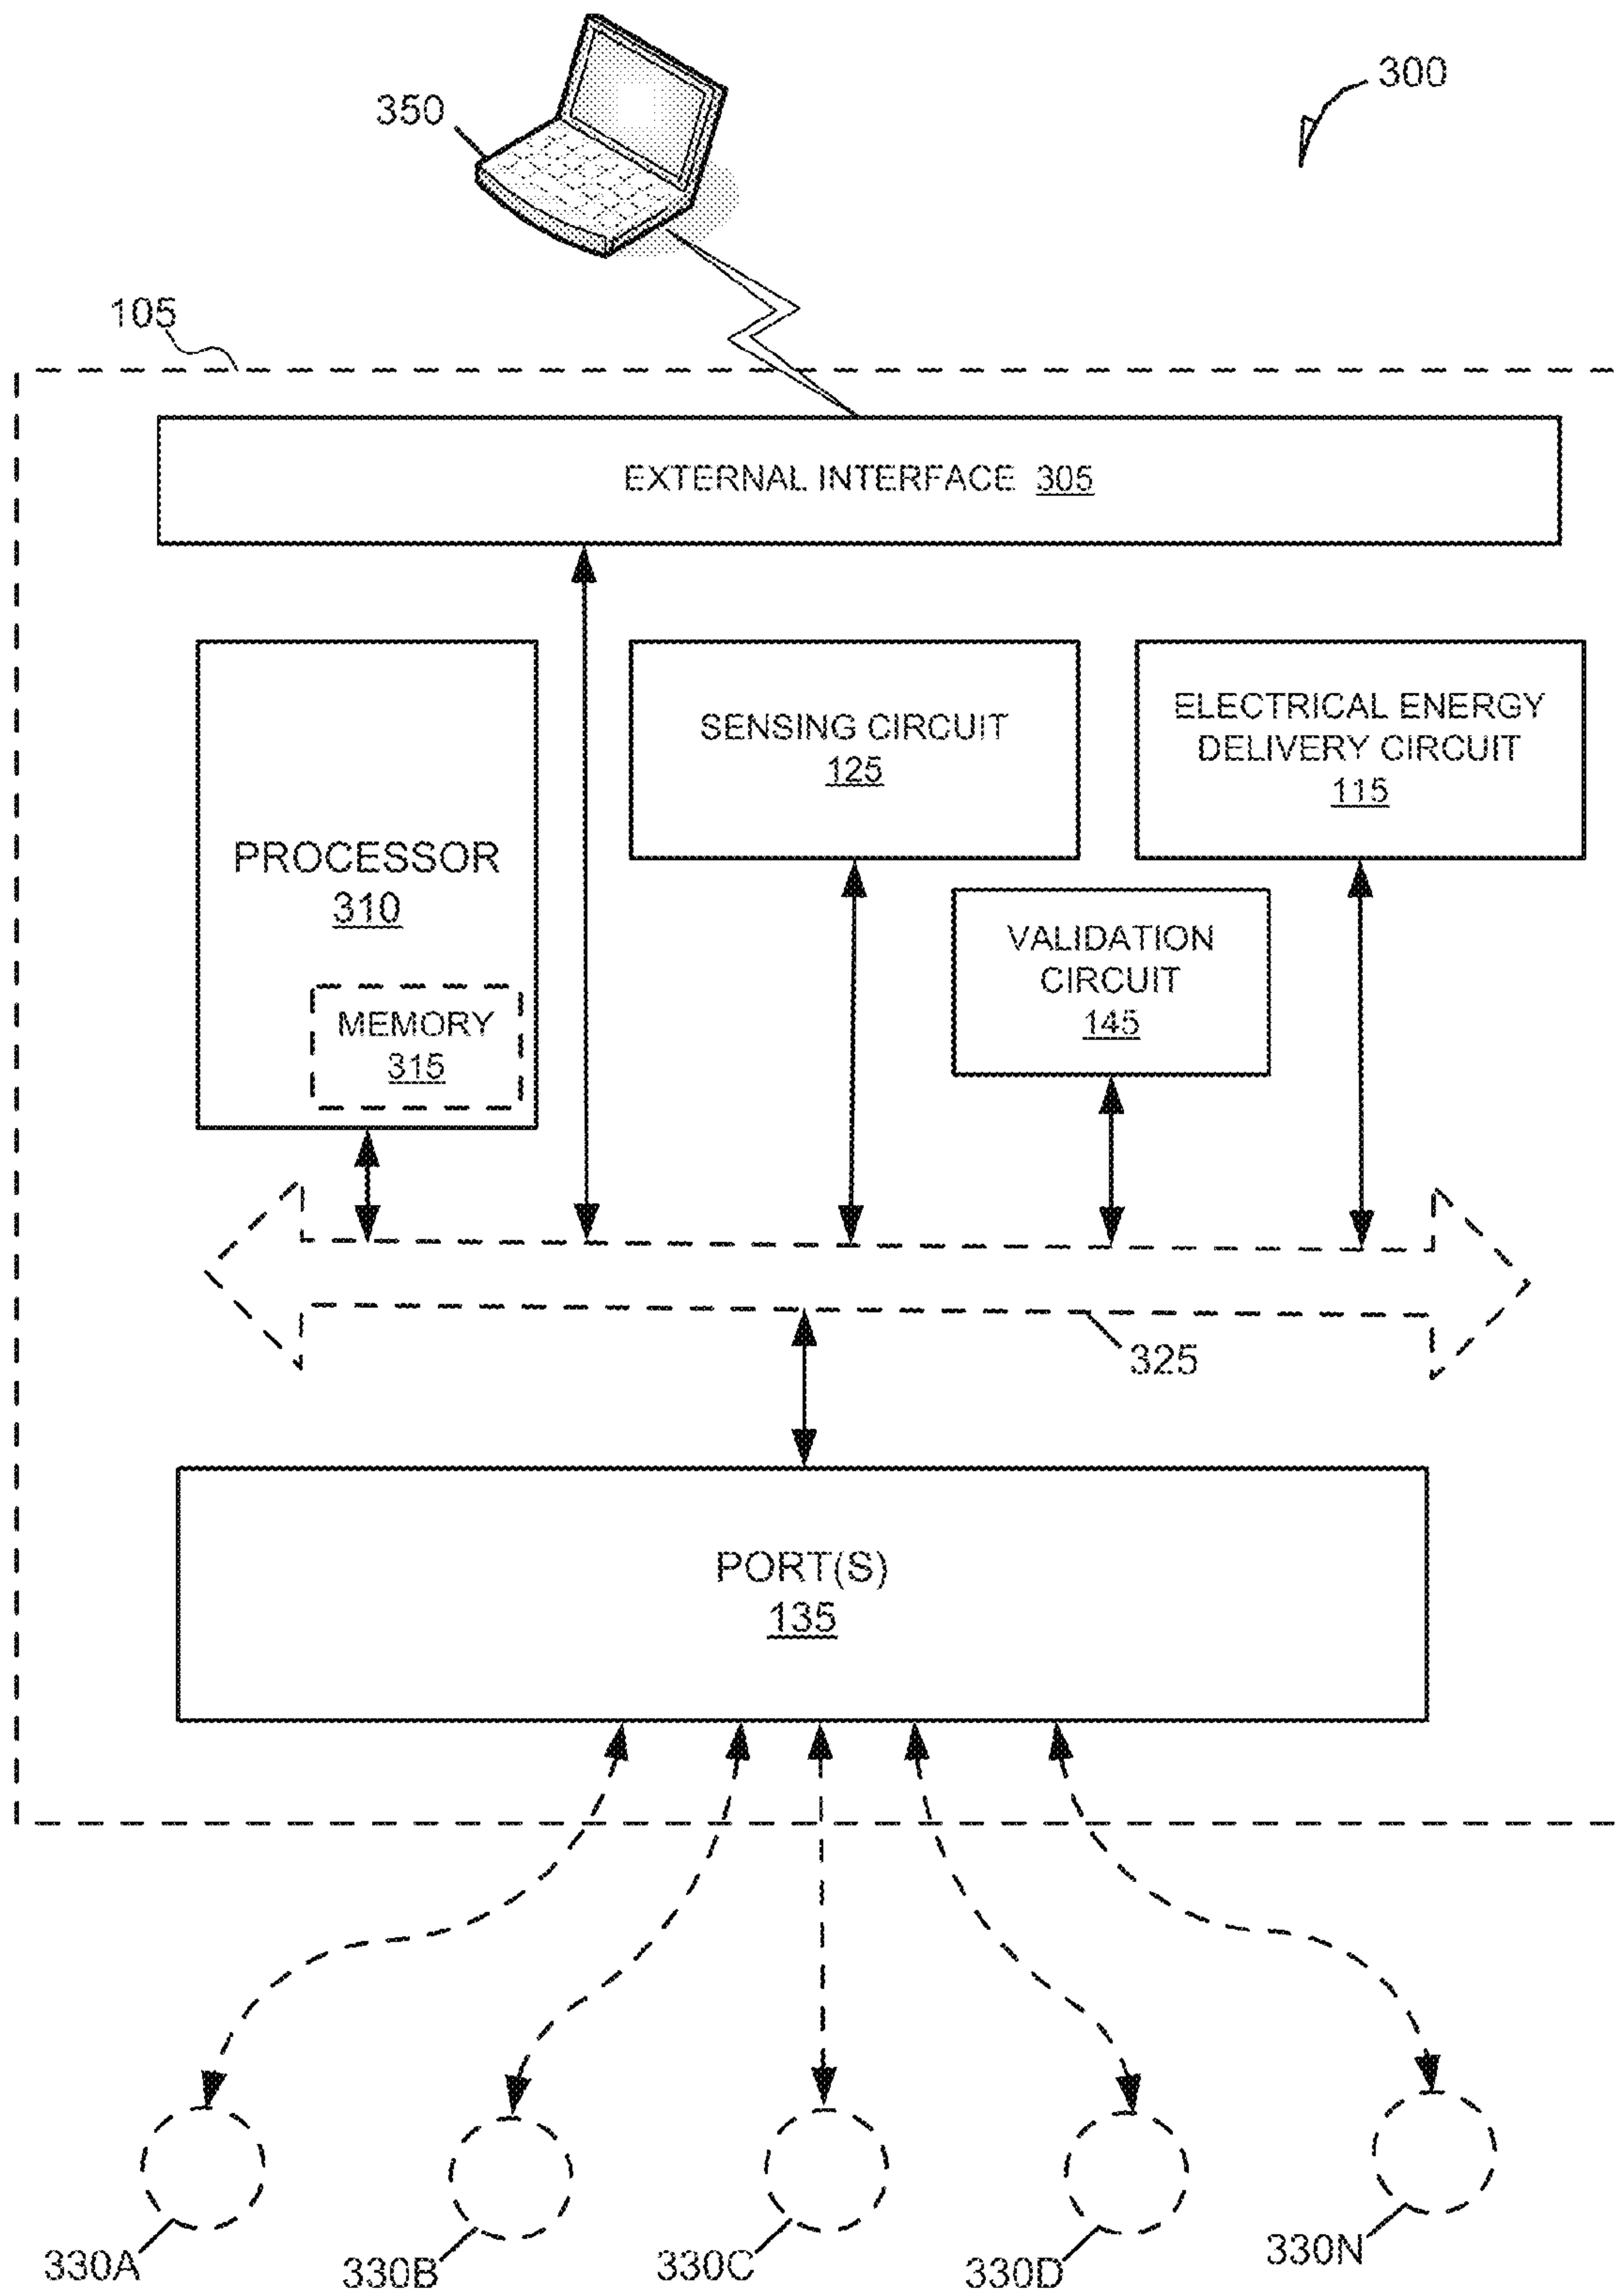 300
350
105
EXTERNAL INTERFACE 305
ELECTRICAL ENERGY
DELIVERY CIRCUIT
115
SENSING CIRCUIT
125
PROCESSOR
310
VALIDATION
CIRCUIT
145
MEMORY
315
325
PORT(S)
135
330A
330B
330C
330D
330N